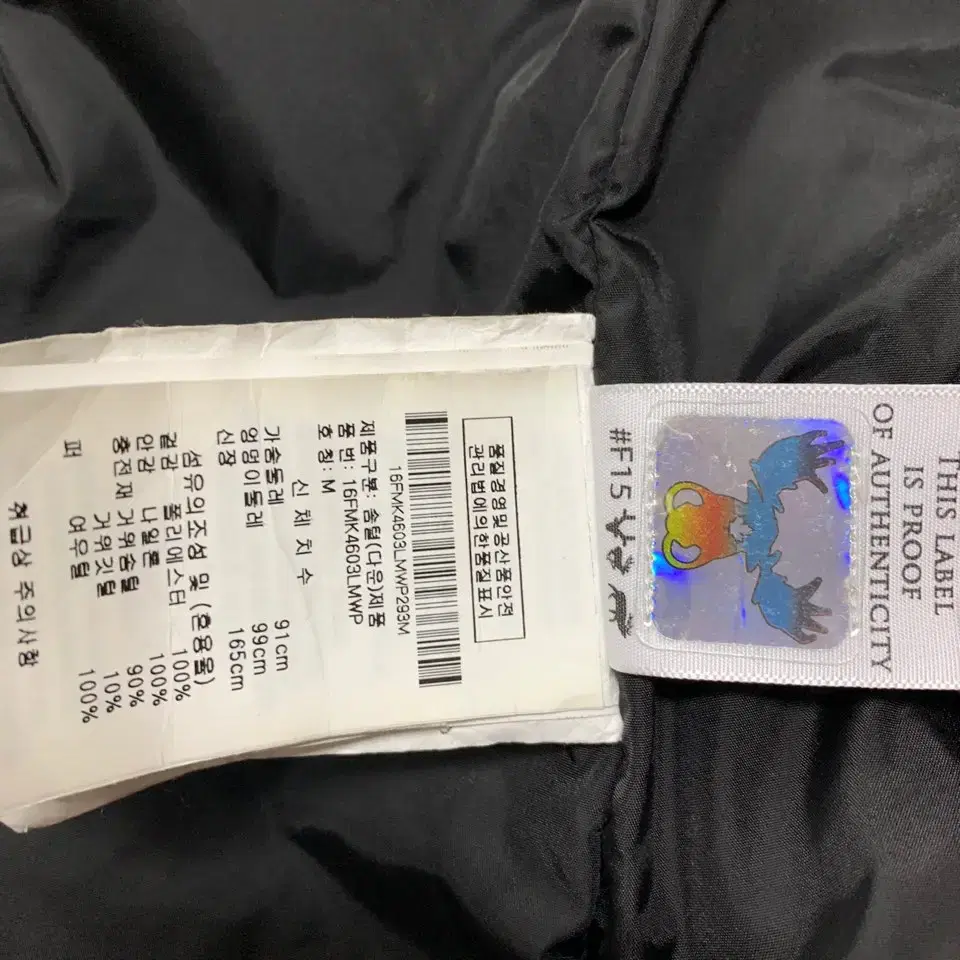 THIS LABEL
IS PROOF
OF AUTHENTICITY
#F15
품질경영및공산품안전
관리법에의한품질표시
16FMK4603LMWP293M
제품구분: 솜털(다운)제품
품번: 16FMK4603LMWP
호칭: M
신 체 치 수
가슴둘레 91cm
엉덩이둘레 99cm
신장 165cm
섬유의조성 및 (혼용율)
겉감 폴리에스터 100%
안감 나일론 100%
충전재 거위솜털 90%
거위깃털 10%
퍼 여우털 100%
취급상 주의사항